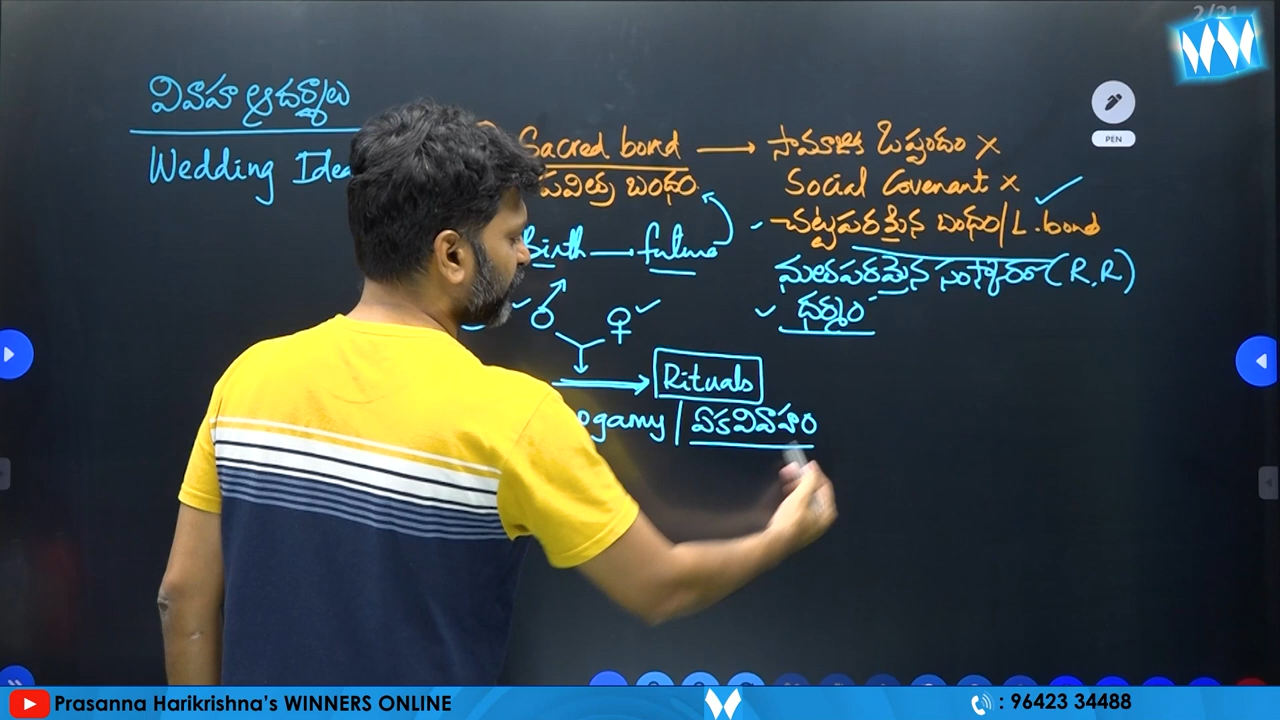 2/21
వివాహ ఆదర్శాలు
Wedding Idea
Sacred bond → సామాజిక ఒప్పందం ×
పవిత్ర బంధం
Social Covenant ×
చట్టపరమైన బంధం/L. bond
Birth — future
మతపరమైన సంస్కారం (R.R)
ధర్మం
Rituals
ogamy | ఏకవివాహం
PEN
Prasanna Harikrishna's WINNERS ONLINE
: 96423 34488